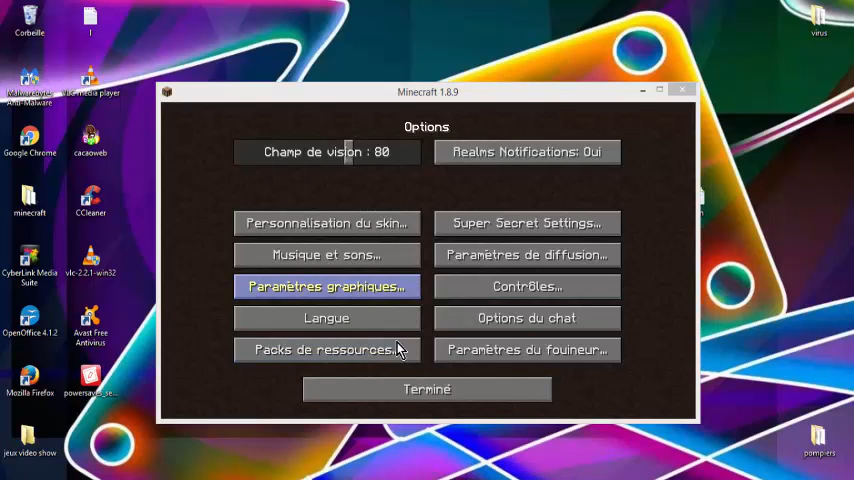 Corbeille
l
virus
Malwarebytes Anti-Malware
VLC media player
Google Chrome
cacaoweb
minecraft
CCleaner
CyberLink Media Suite
vlc-2.2.1-win32
OpenOffice 4.1.2
Avast Free Antivirus
Mozilla Firefox
powersaves_se...
jeux video show
pompiers
Minecraft 1.8.9
Options
Champ de vision : 80
Realms Notifications: Oui
Personnalisation du skin...
Super Secret Settings...
Musique et sons...
Paramètres de diffusion...
Paramètres graphiques...
Contrôles...
Langue
Options du chat
Packs de ressources...
Paramètres du fouineur...
Terminé